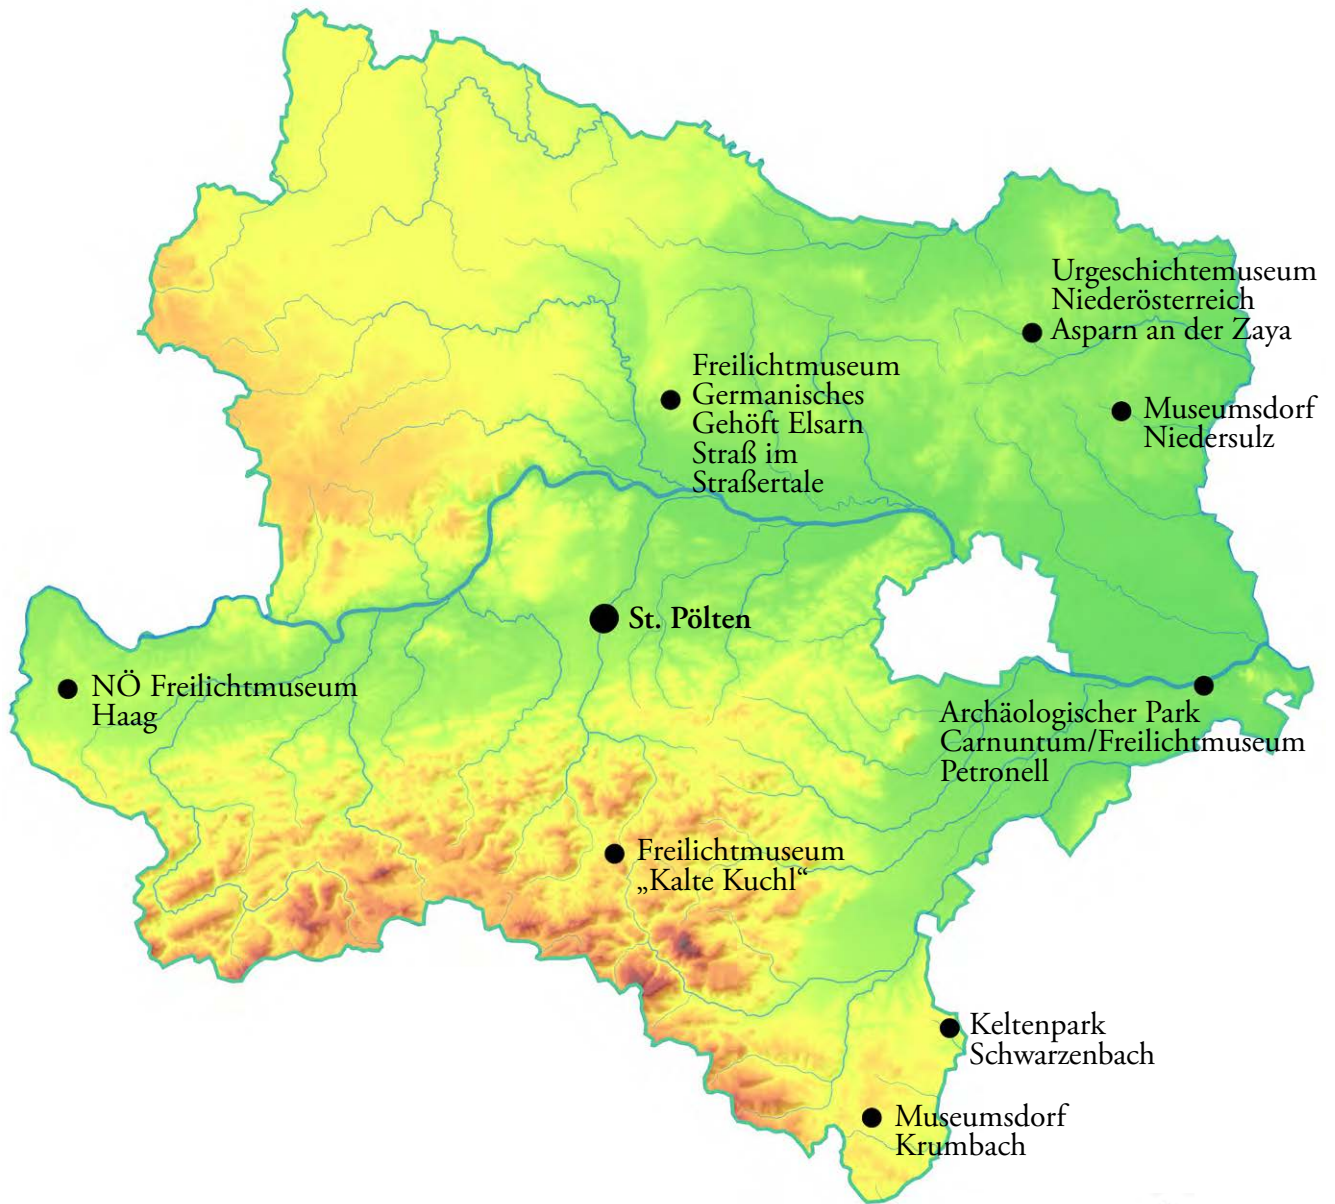 Urgeschichtemuseum
Niederösterreich
Asparn an der Zaya
Freilichtmuseum
Germanisches
Gehöft Elsarn
Straß im
Straßertale
Museumsdorf
Niedersulz
St. Pölten
NÖ Freilichtmuseum
Haag
Archäologischer Park
Carnuntum/Freilichtmuseum
Petronell
Freilichtmuseum
„Kalte Kuchl“
Keltenpark
Schwarzenbach
Museumsdorf
Krumbach